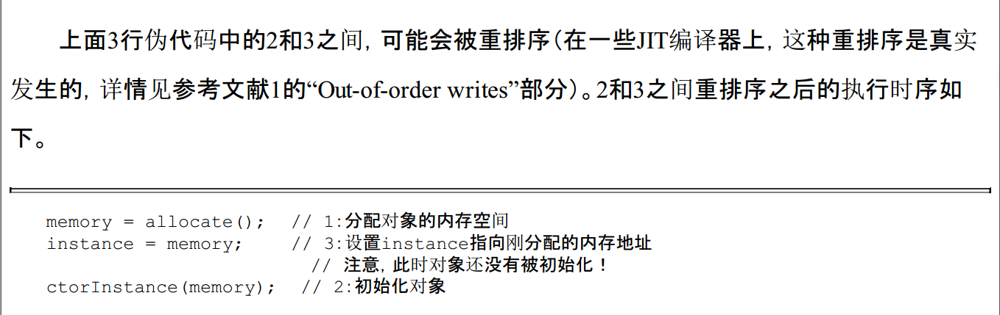 上面3行伪代码中的2和3之间，可能会被重排序（在一些JIT编译器上，这种重排序是真实
发生的，详情见参考文献1的“Out-of-order writes”部分）。2和3之间重排序之后的执行时序如
下。
memory = allocate();  // 1:分配对象的内存空间
instance = memory;    // 3:设置instance指向刚分配的内存地址
// 注意，此时对象还没有被初始化！
ctorInstance(memory);  // 2:初始化对象